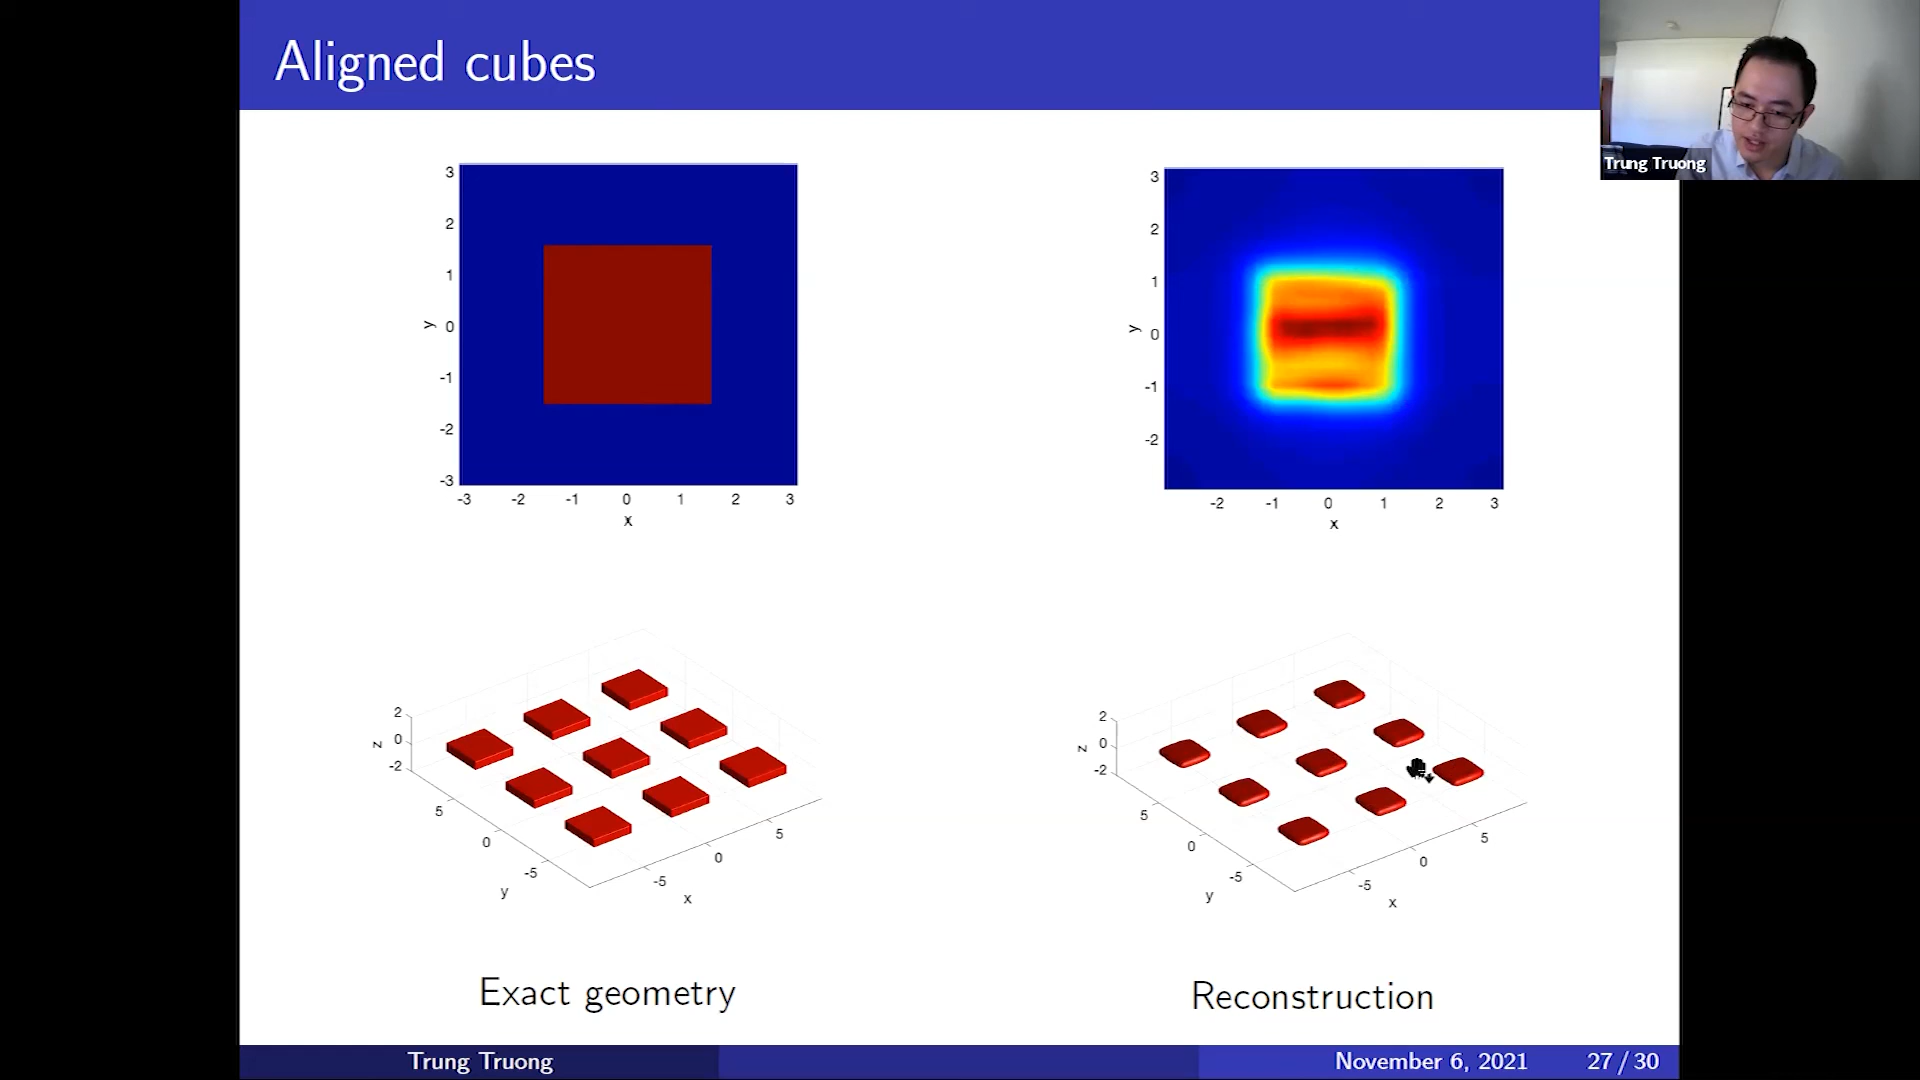 Aligned cubes
Trung Truong
3
2
1
0
-1
-2
-3
y
-3 -2 -1 0 1 2 3
x
3
2
1
0
-1
-2
y
-2 -1 0 1 2 3
x
2
0
-2
z
5
0
-5
y
-5
0
5
x
2
0
-2
z
5
0
-5
y
-5
0
5
x
Exact geometry
Reconstruction
Trung Truong
November 6, 2021
27 / 30